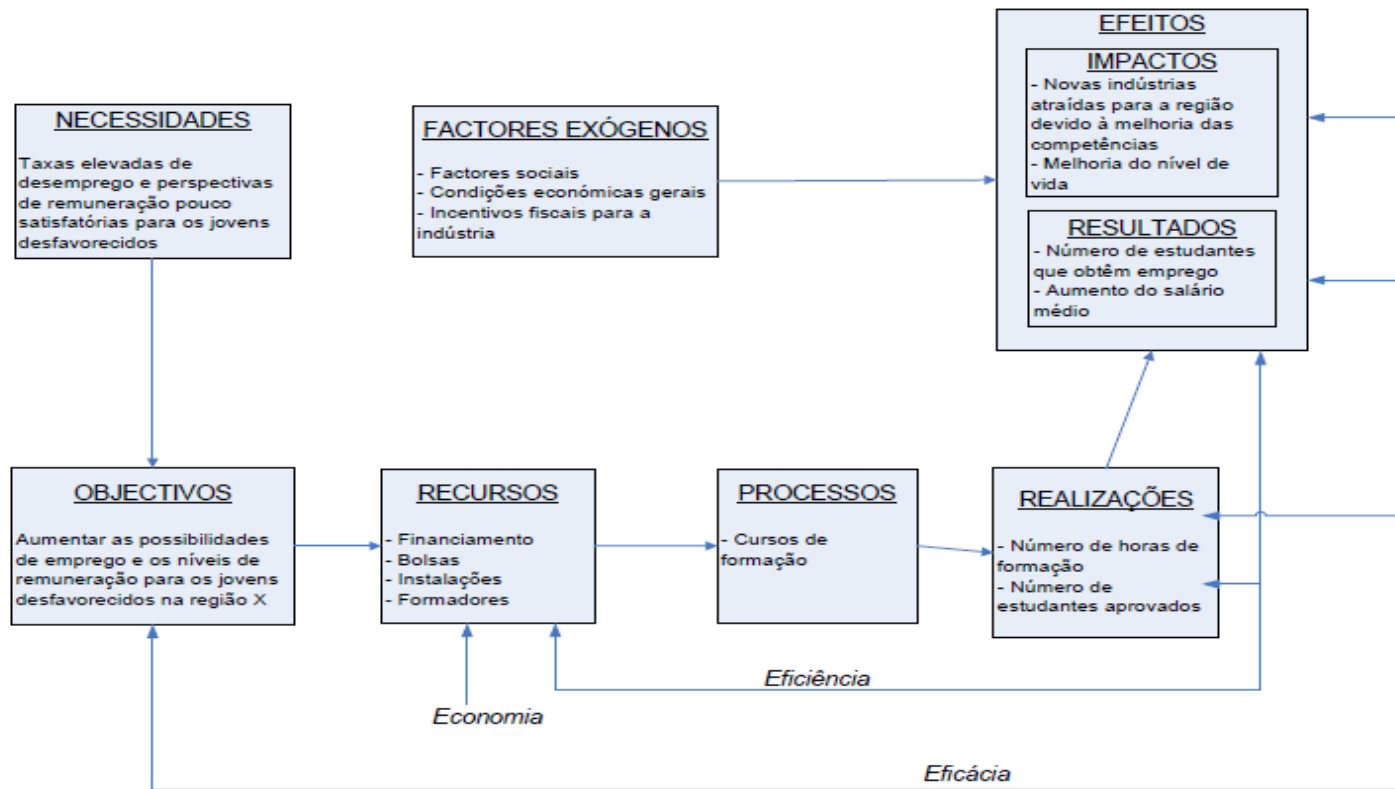 EFEITOS
IMPACTOS
- Novas indústrias
atraídas para a região
devido à melhoria das
competências
- Melhoria do nível de
vida
RESULTADOS
- Número de estudantes
que obtêm emprego
- Aumento do salário
médio
NECESSIDADES
Taxas elevadas de
desemprego e perspectivas
de remuneração pouco
satisfatórias para os jovens
desfavorecidos
FACTORES EXÓGENOS
- Factores sociais
- Condições económicas gerais
- Incentivos fiscais para a
indústria
OBJECTIVOS
Aumentar as possibilidades
de emprego e os níveis de
remuneração para os jovens
desfavorecidos na região X
RECURSOS
- Financiamento
- Bolsas
- Instalações
- Formadores
PROCESSOS
- Cursos de
formação
REALIZAÇÕES
- Número de horas de
formação
- Número de
estudantes aprovados
Eficiência
Economia
Eficácia